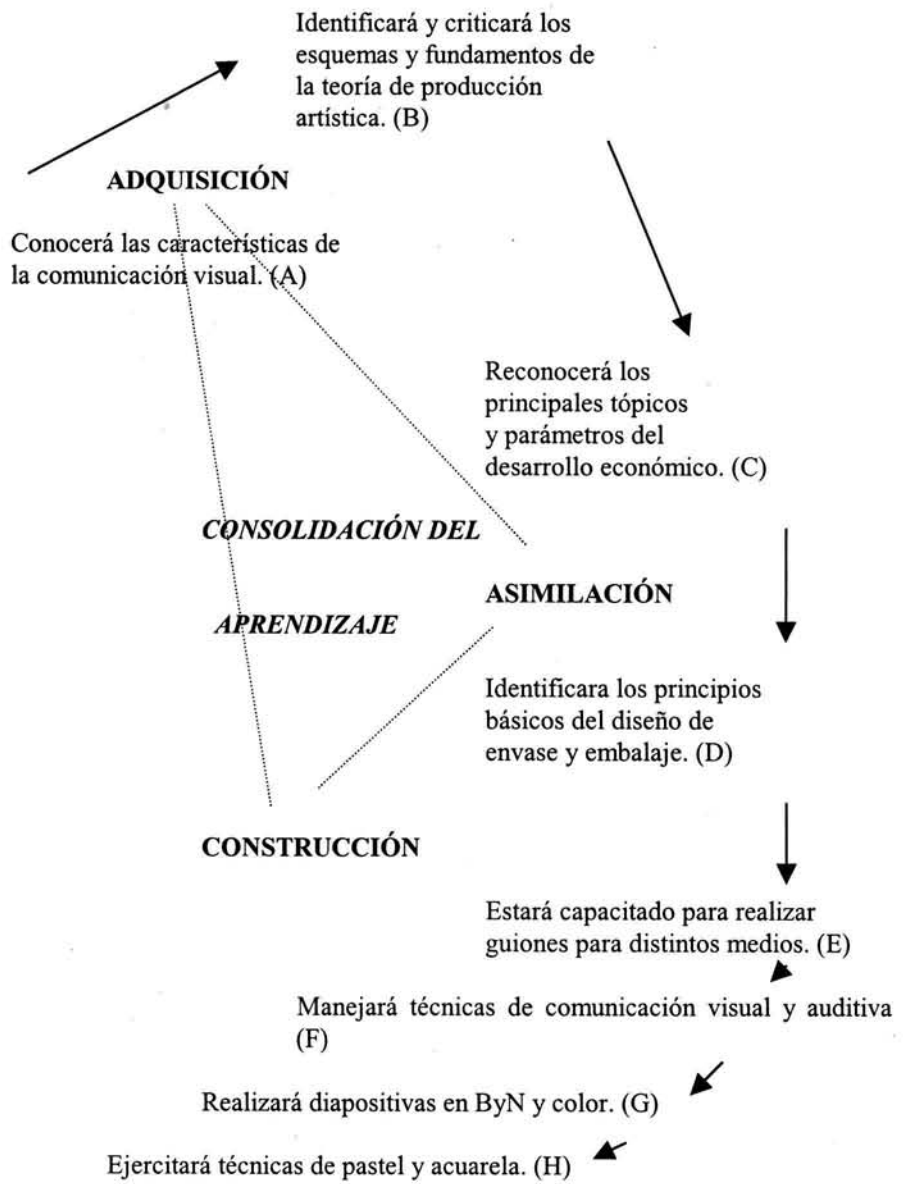 Identificará y criticará los
esquemas y fundamentos de
la teoría de producción
artística. (B)
ADQUISICIÓN
Conocerá las características de
la comunicación visual. (A)
Reconocerá los
principales tópicos
y parámetros del
desarrollo económico. (C)
CONSOLIDACIÓN DEL
ASIMILACIÓN
APRENDIZAJE
Identificara los principios
básicos del diseño de
envase y embalaje. (D)
CONSTRUCCIÓN
Estará capacitado para realizar
guiones para distintos medios. (E)
Manejará técnicas de comunicación visual y auditiva
(F)
Realizará diapositivas en ByN y color. (G)
Ejercitará técnicas de pastel y acuarela. (H)